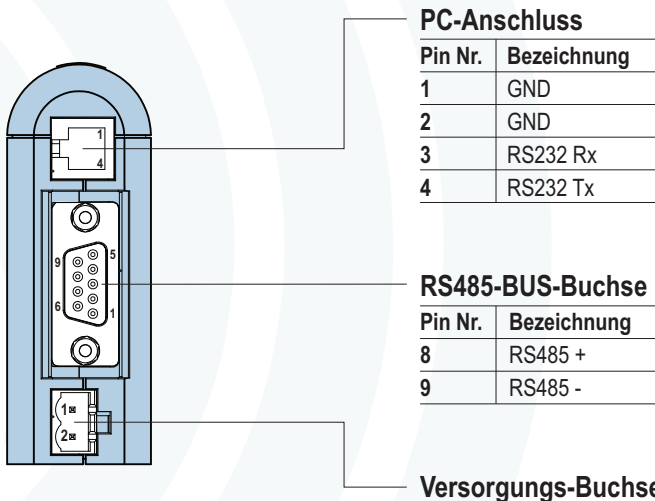 PC-Anschluss
Pin Nr. Bezeichnung
1 GND
2 GND
3 RS232 Rx
4 RS232 Tx
1
4
5
9
6
1
RS485-BUS-Buchse
Pin Nr. Bezeichnung
8 RS485 +
9 RS485 -
1
2
Versorgungs-Buchse